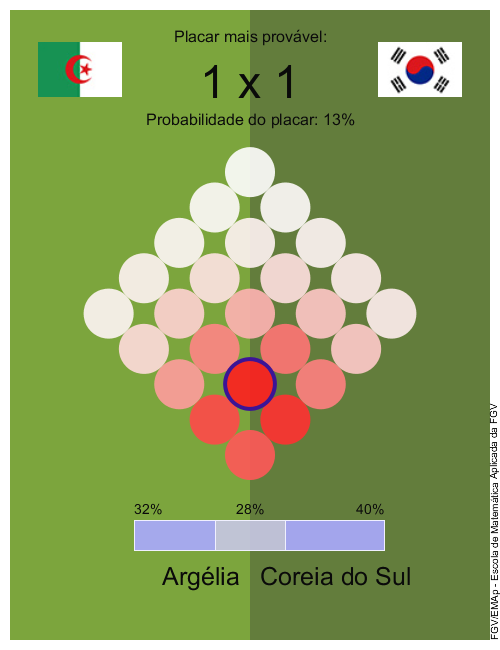 Placar mais provável:
1 x 1
Probabilidade do placar: 13%
32%
28%
40%
Argélia
Coreia do Sul
FGV/EMAp - Escola de Matemática Aplicada da FGV